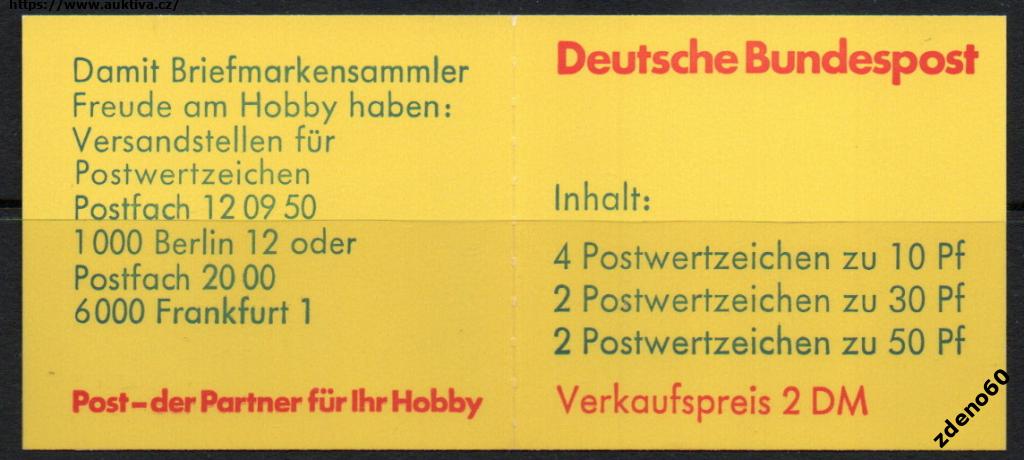 https://www.auktiva.cz/
Damit Briefmarkensammler
Freude am Hobby haben:
Versandstellen für
Postwertzeichen
Postfach 12 09 50
1000 Berlin 12 oder
Postfach 20 00
6000 Frankfurt 1
Post – der Partner für Ihr Hobby
Deutsche Bundespost
Inhalt:
4 Postwertzeichen zu 10 Pf
2 Postwertzeichen zu 30 Pf
2 Postwertzeichen zu 50 Pf
Verkaufspreis 2 DM
zdeno60